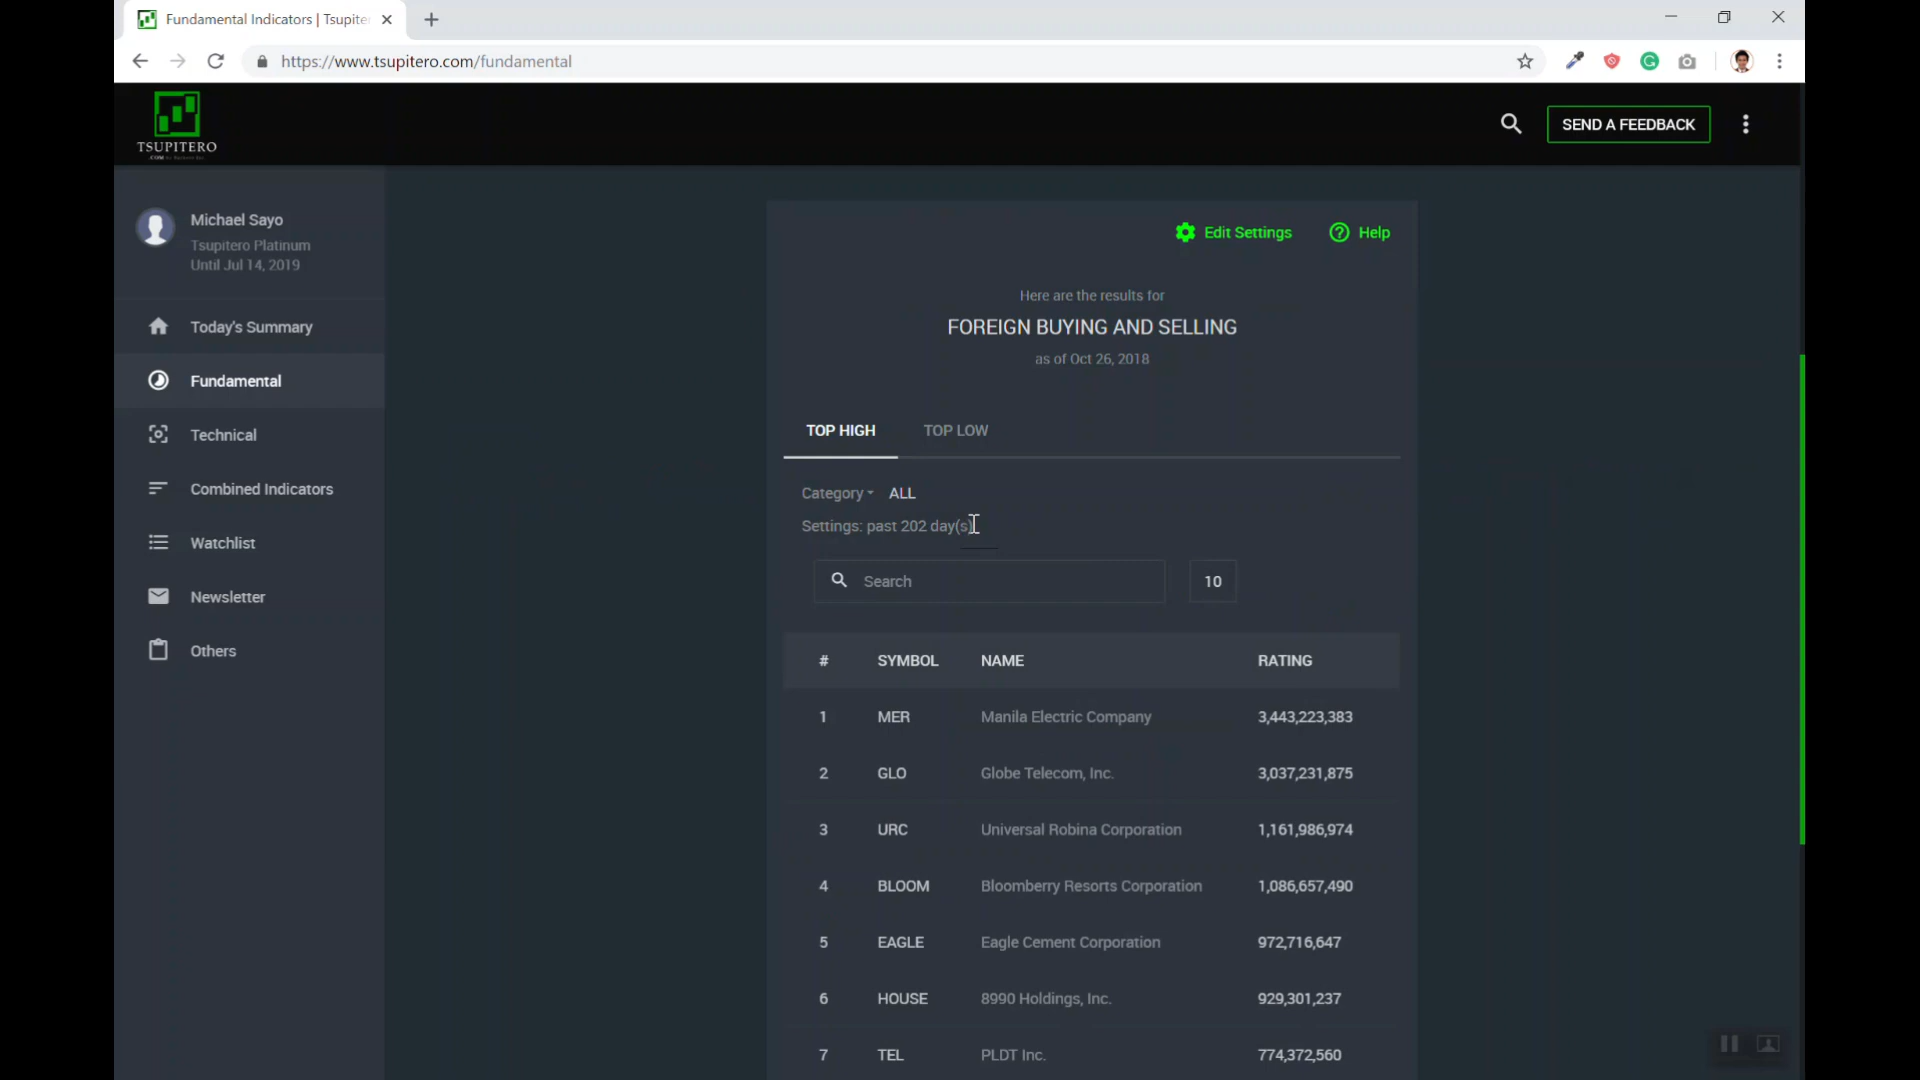 Fundamental Indicators | Tsupite
https://www.tsupitero.com/fundamental
TSUPITERO
SEND A FEEDBACK
Michael Sayo
Tsupitero Platinum
Until Jul 14, 2019
Today's Summary
Fundamental
Technical
Combined Indicators
Watchlist
Newsletter
Others
Edit Settings
Help
Here are the results for
FOREIGN BUYING AND SELLING
as of Oct 26, 2018
TOP HIGH TOP LOW
Category ALL
Settings: past 202 day(s)
Search 10
# SYMBOL NAME RATING
1 MER Manila Electric Company 3,443,223,383
2 GLO Globe Telecom, Inc. 3,037,231,875
3 URC Universal Robina Corporation 1,161,986,974
4 BLOOM Bloomberry Resorts Corporation 1,086,657,490
5 EAGLE Eagle Cement Corporation 972,716,647
6 HOUSE 8990 Holdings, Inc. 929,301,237
7 TEL PLDT Inc. 774,372,560